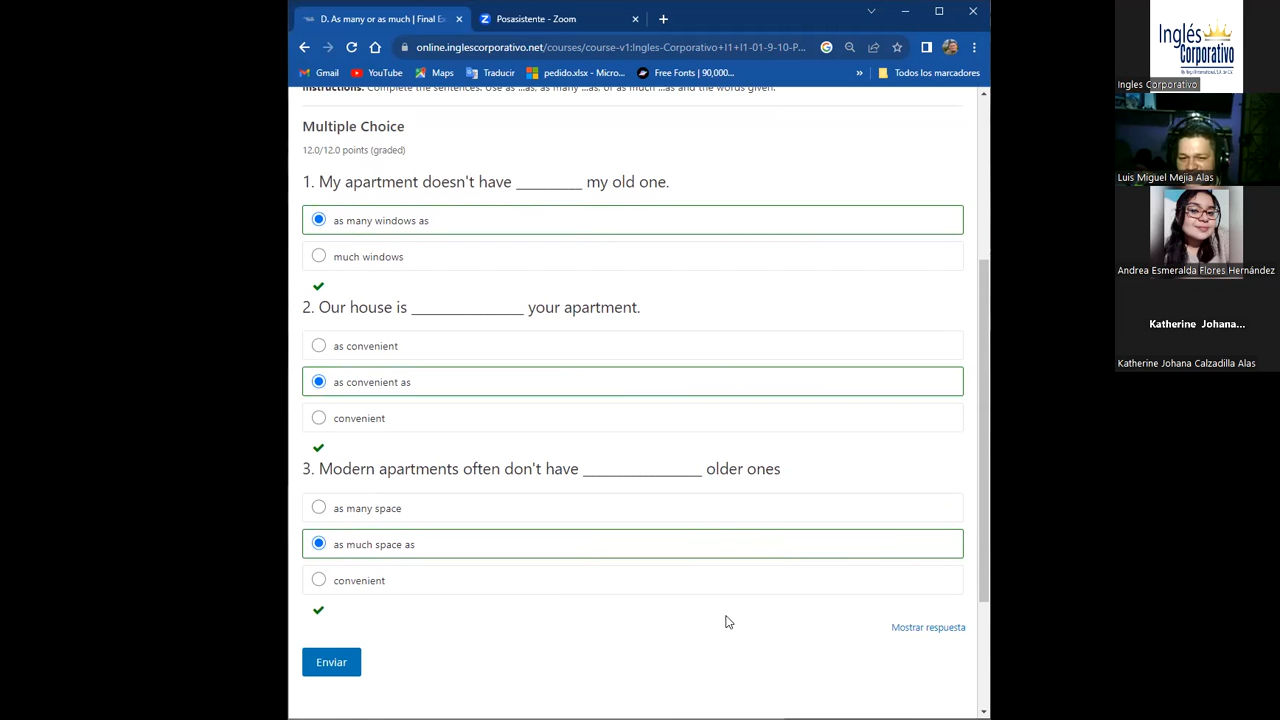 D. As many or as much | Final Ex
Posasistente - Zoom
online.inglescorporativo.net/courses/course-v1:Ingles-Corporativo+I1+I1-01-9-10-P...
Gmail
YouTube
Maps
Traducir
pedido.xlsx - Micro...
Free Fonts | 90,000...
»
Todos los marcadores
Instructions: Complete the sentences. Use as ...as, as many ...as, or as much ...as and the words given.
Multiple Choice
12.0/12.0 points (graded)
1. My apartment doesn't have _________ my old one.
as many windows as
much windows
2. Our house is _______________ your apartment.
as convenient
as convenient as
convenient
3. Modern apartments often don't have ________________ older ones
as many space
as much space as
convenient
Mostrar respuesta
Enviar
Inglés
Corporativo
Ingles Corporativo
Luis Miguel Mejia Alas
Andrea Esmeralda Flores Hernández
Katherine Johana...
Katherine Johana Calzadilla Alas